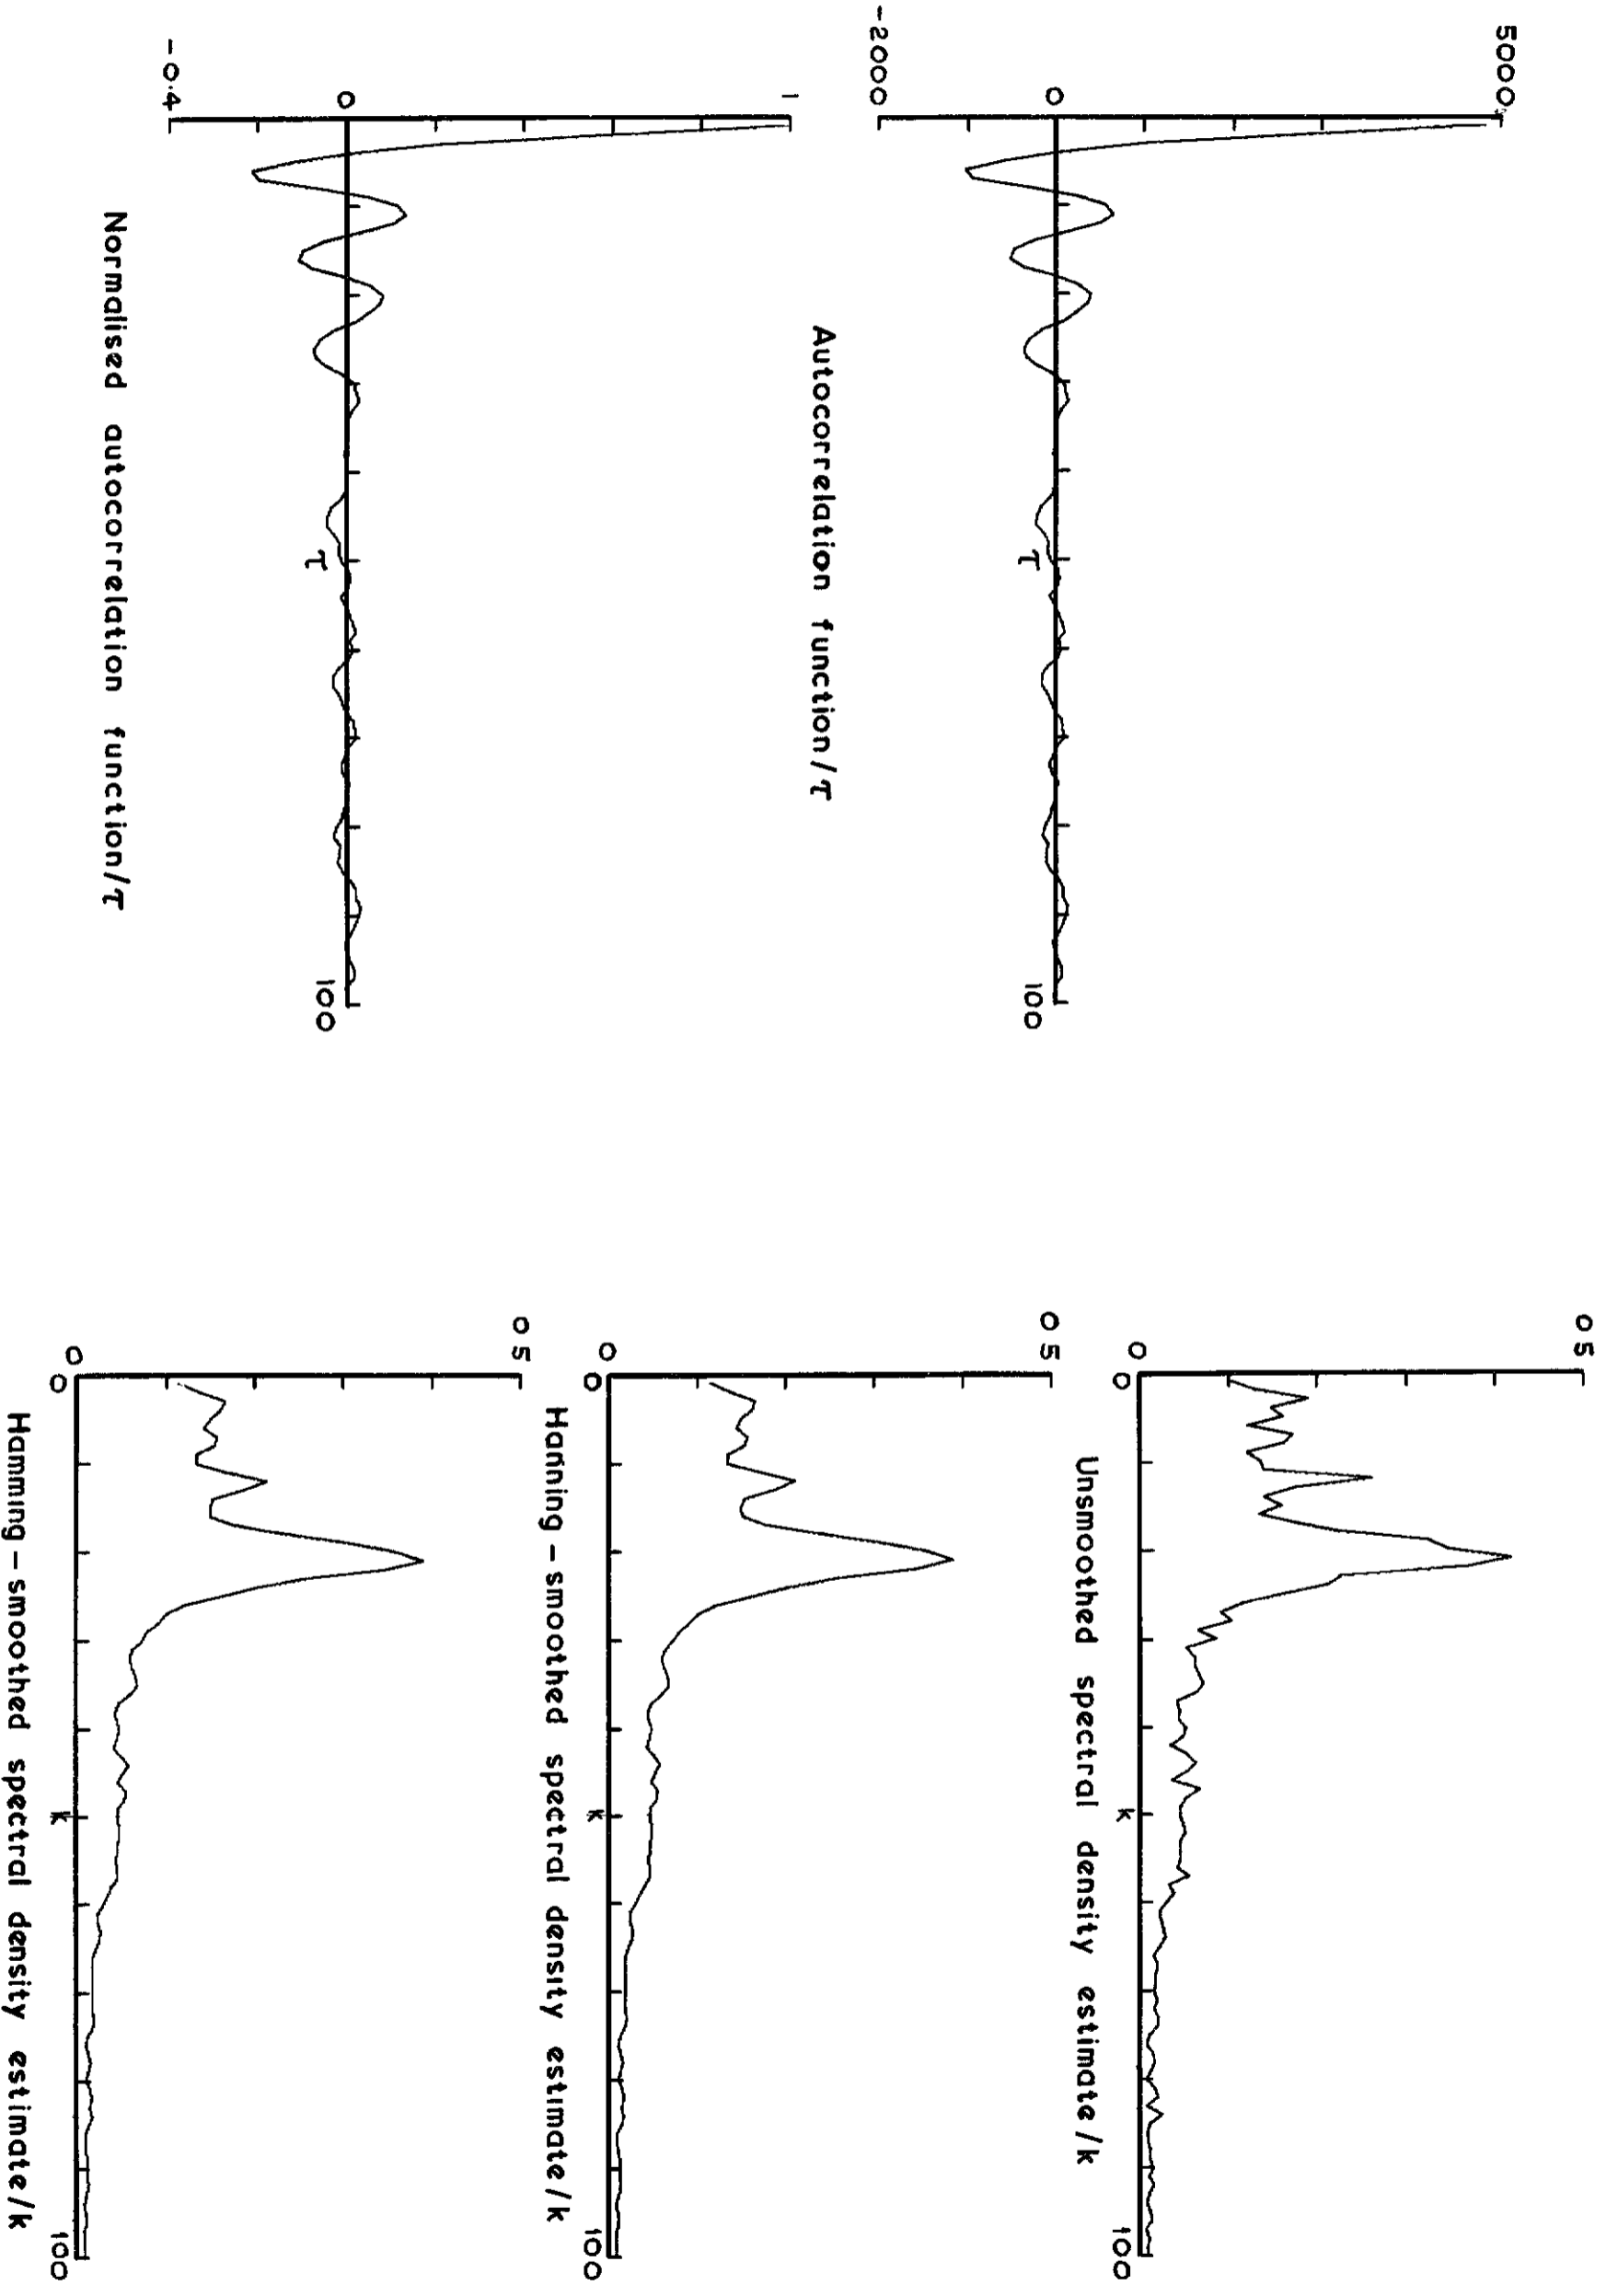 5000
0
-2000
τ
100
Autocorrelation function/τ
1
0
-0.4
τ
100
Normalised autocorrelation function/τ
0 5
0
0
k
100
Unsmoothed spectral density estimate/k
0 5
0
0
k
100
Hanning-smoothed spectral density estimate/k
0 5
0
0
k
100
Hamming-smoothed spectral density estimate/k